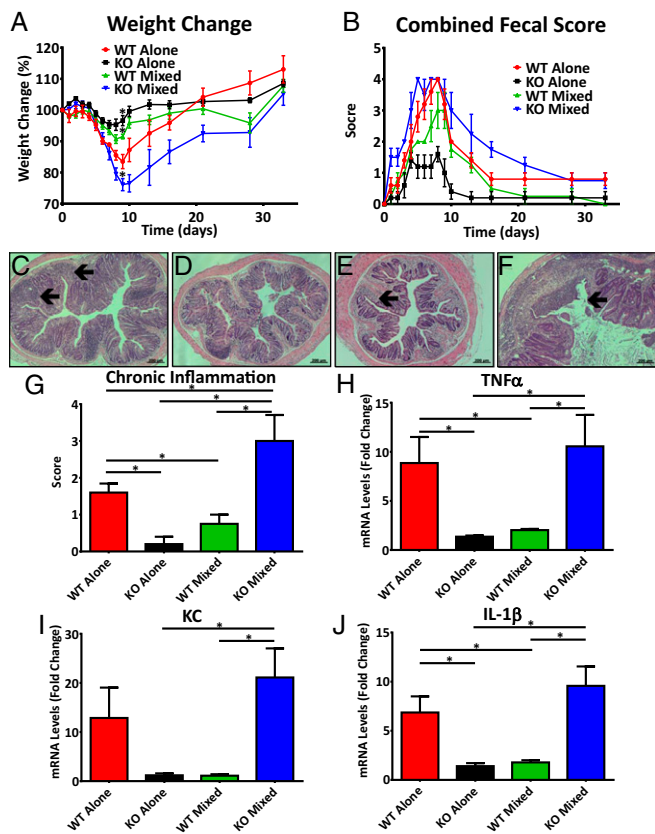 A Weight Change
WT Alone
KO Alone
WT Mixed
KO Mixed
Weight Change (%)
120
110
100
90
80
70
0 10 20 30
Time (days)
* * *
B Combined Fecal Score
WT Alone
KO Alone
WT Mixed
KO Mixed
Socre
5
4
3
2
1
0
0 10 20 30
Time (days)
C D E F
G Chronic Inflammation
* * * * *
Score
4
3
2
1
0
WT Alone KO Alone WT Mixed KO Mixed
H TNFα
* * * *
mRNA Levels (Fold Change)
15
10
5
0
WT Alone KO Alone WT Mixed KO Mixed
I KC
* *
mRNA Levels (Fold Change)
30
20
10
0
WT Alone KO Alone WT Mixed KO Mixed
J IL-1β
* * * *
mRNA Levels (Fold Change)
15
10
5
0
WT Alone KO Alone WT Mixed KO Mixed